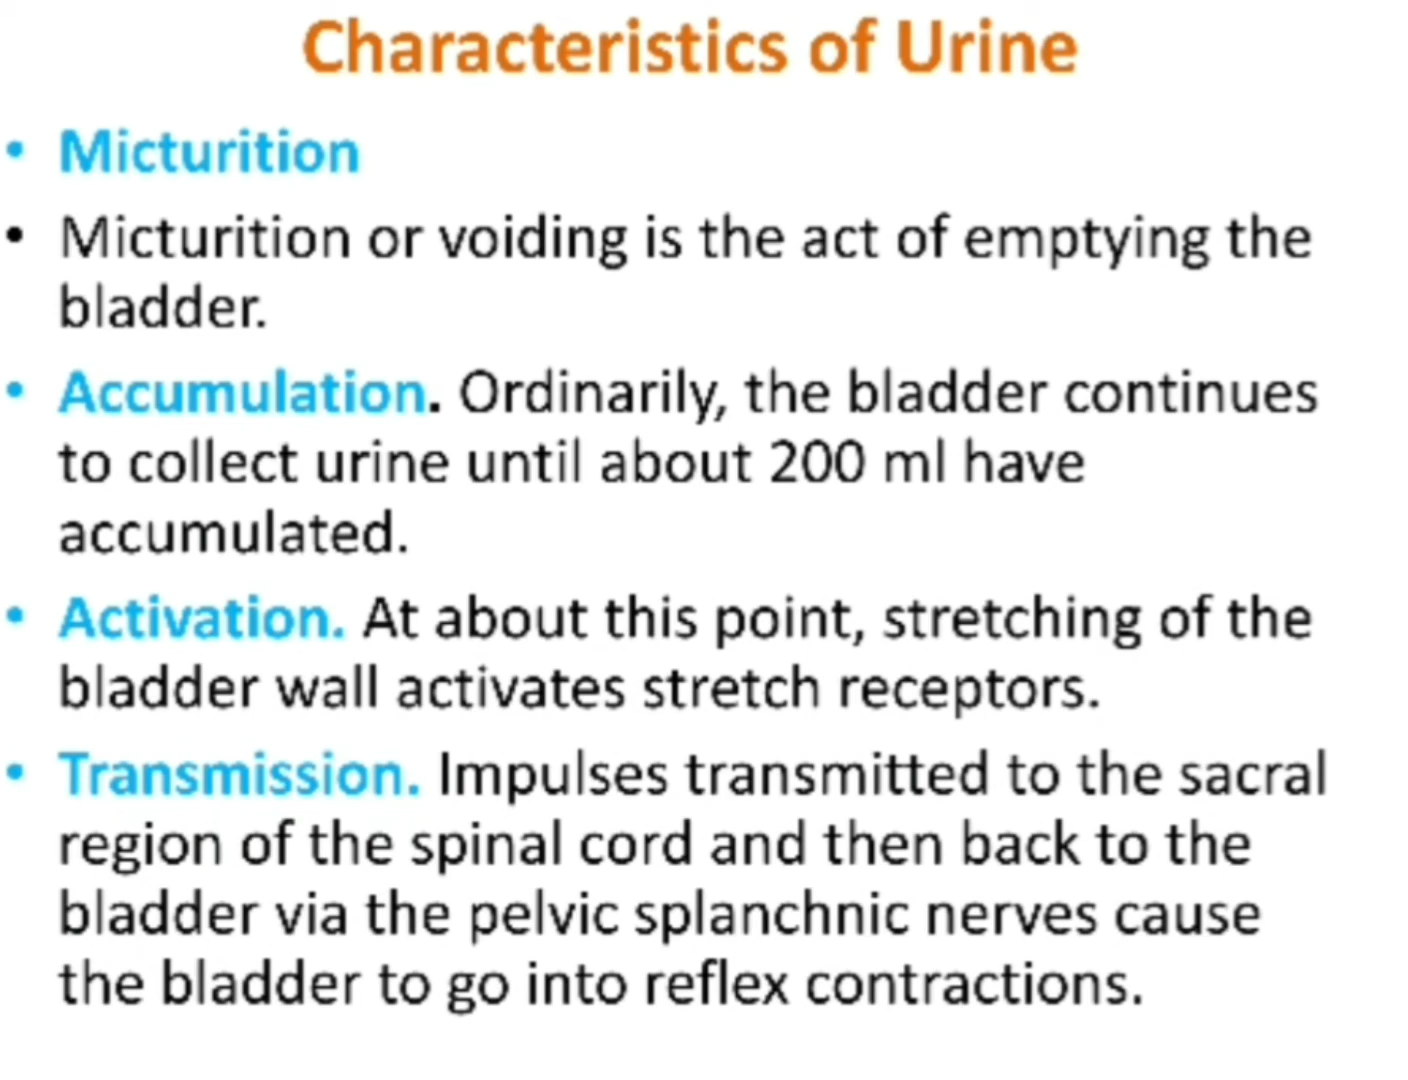 Characteristics of Urine
• Micturition
• Micturition or voiding is the act of emptying the
bladder.
• Accumulation. Ordinarily, the bladder continues
to collect urine until about 200 ml have
accumulated.
• Activation. At about this point, stretching of the
bladder wall activates stretch receptors.
• Transmission. Impulses transmitted to the sacral
region of the spinal cord and then back to the
bladder via the pelvic splanchnic nerves cause
the bladder to go into reflex contractions.